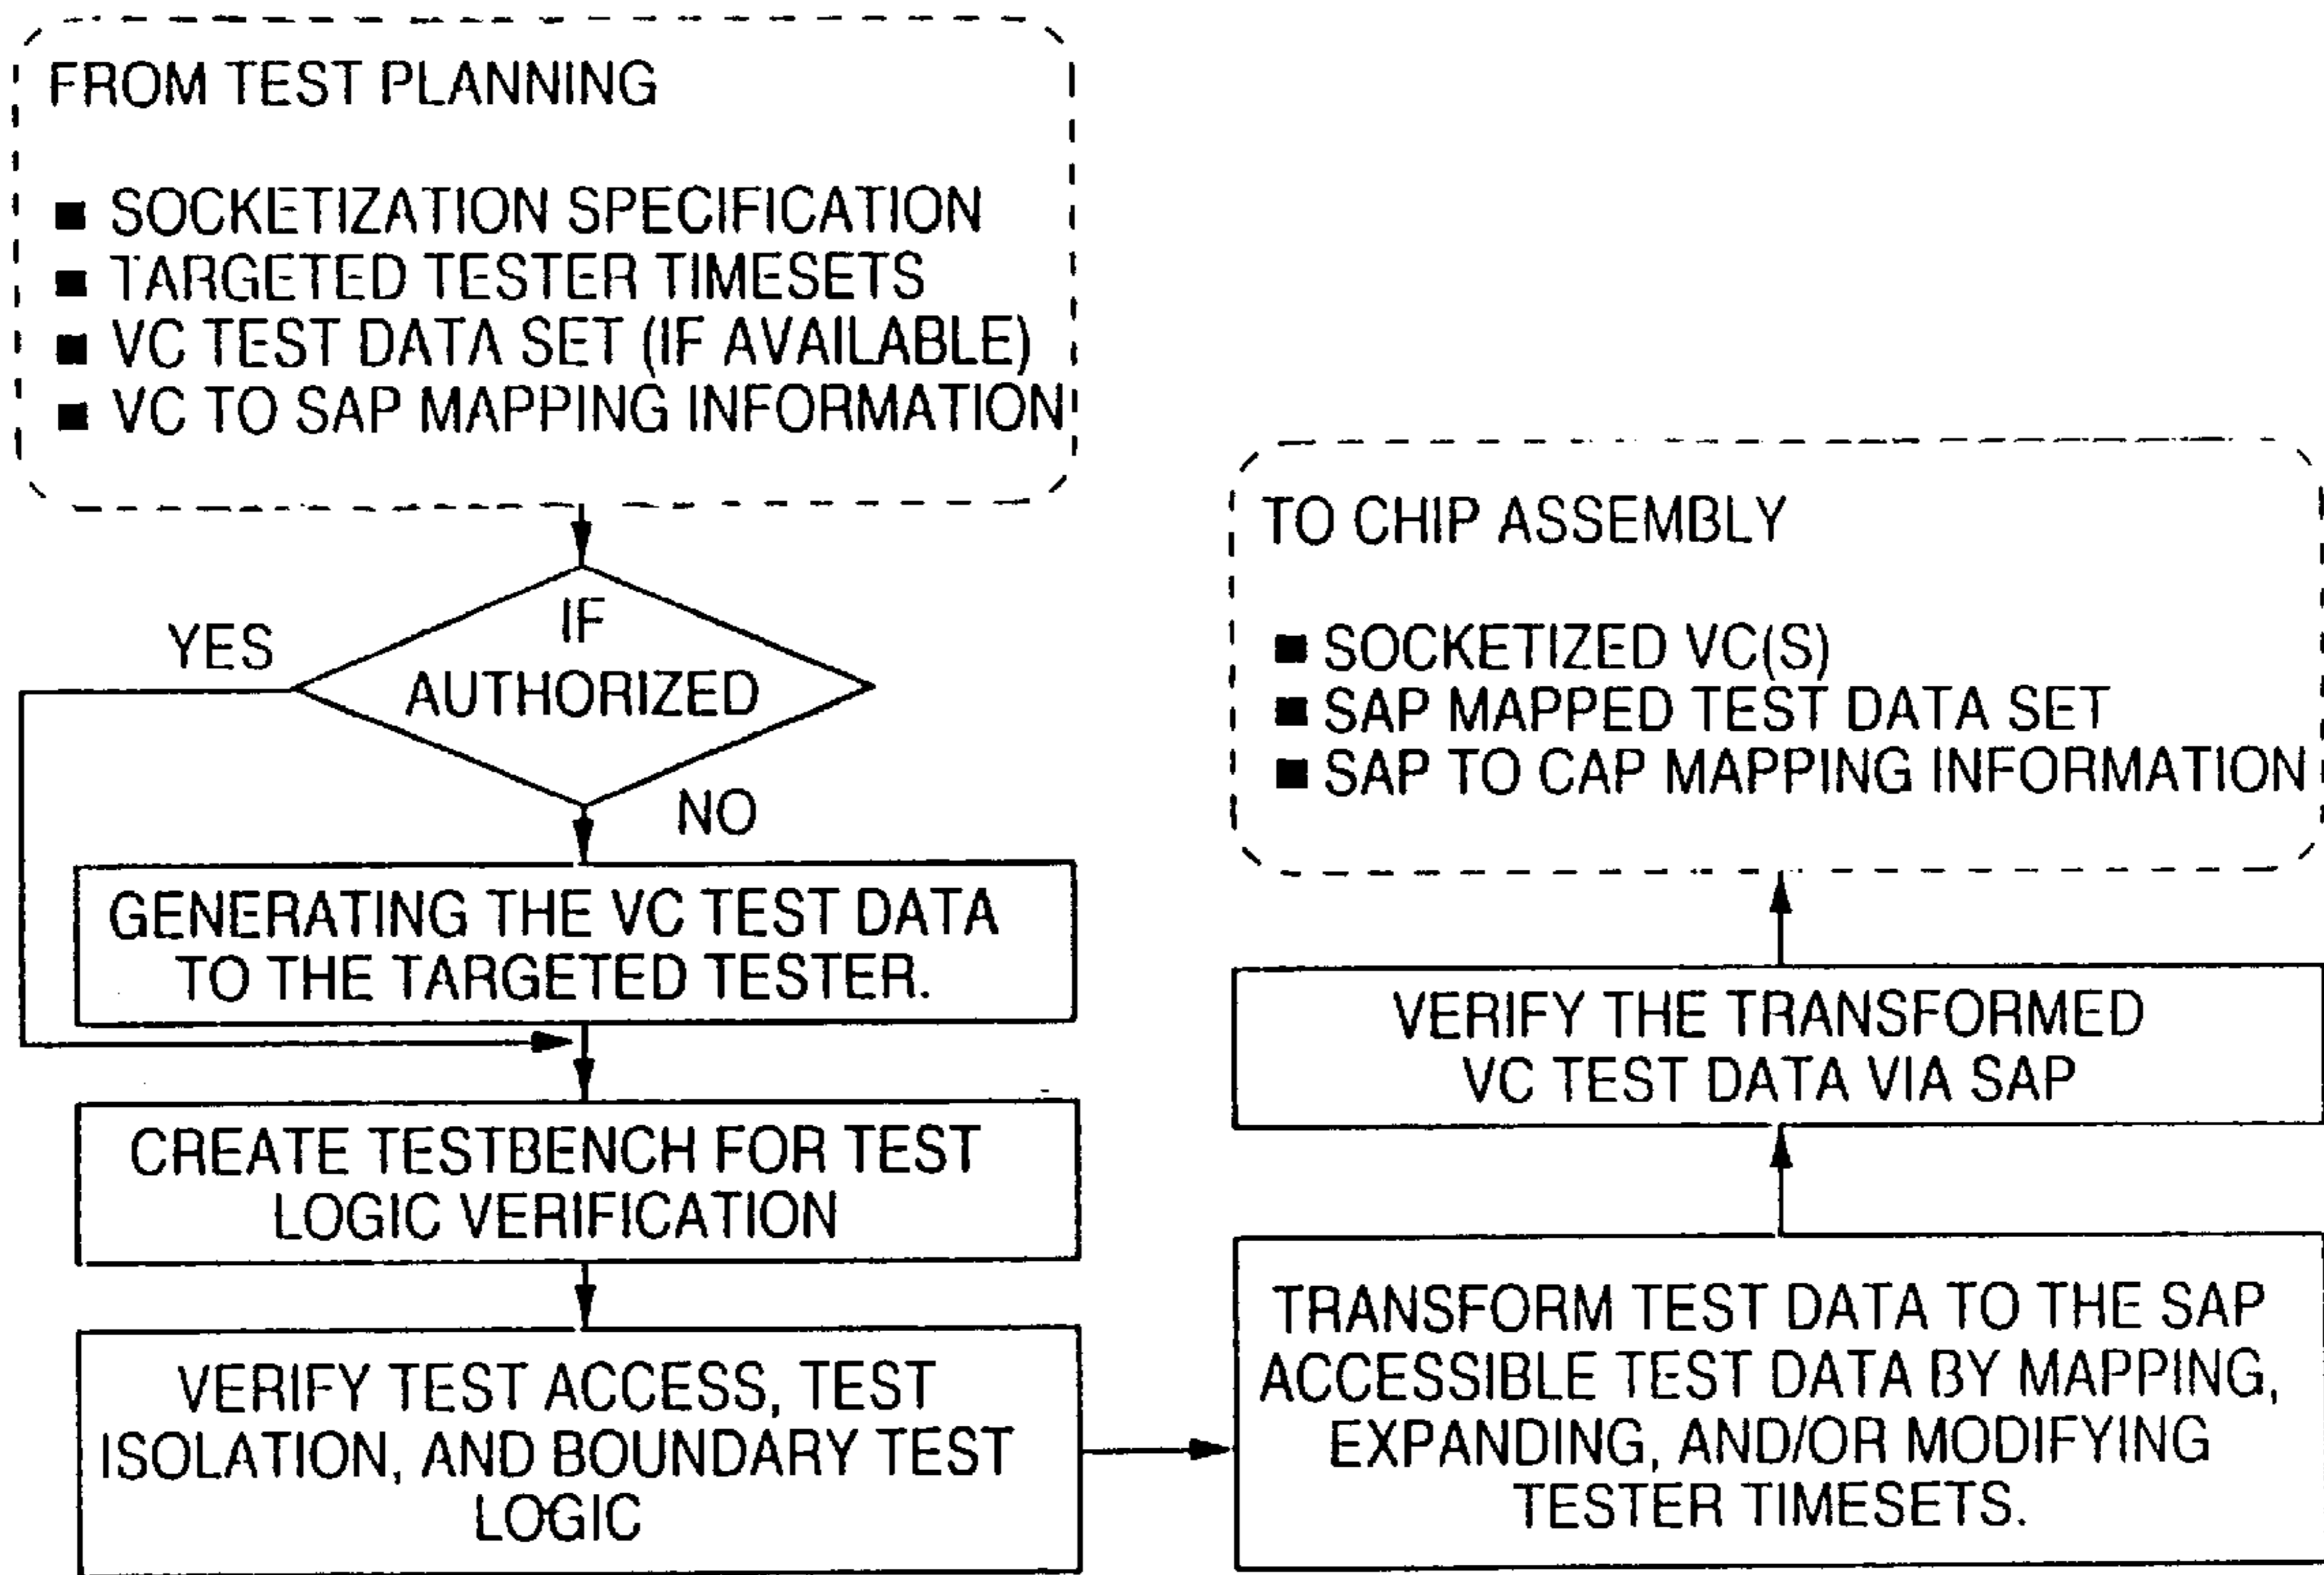 FROM TEST PLANNING
■ SOCKETIZATION SPECIFICATION
■ TARGETED TESTER TIMESETS
■ VC TEST DATA SET (IF AVAILABLE)
■ VC TO SAP MAPPING INFORMATION
IF
AUTHORIZED
YES
NO
GENERATING THE VC TEST DATA
TO THE TARGETED TESTER.
CREATE TESTBENCH FOR TEST
LOGIC VERIFICATION
VERIFY TEST ACCESS, TEST
ISOLATION, AND BOUNDARY TEST
LOGIC
TRANSFORM TEST DATA TO THE SAP
ACCESSIBLE TEST DATA BY MAPPING,
EXPANDING, AND/OR MODIFYING
TESTER TIMESETS.
VERIFY THE TRANSFORMED
VC TEST DATA VIA SAP
TO CHIP ASSEMBLY
■ SOCKETIZED VC(S)
■ SAP MAPPED TEST DATA SET
■ SAP TO CAP MAPPING INFORMATION